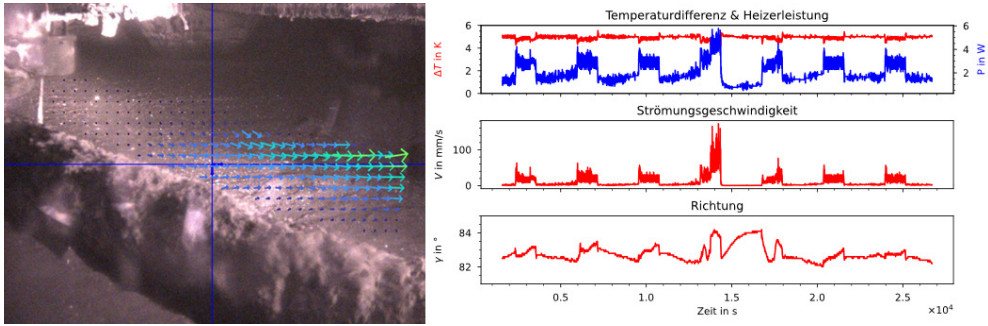 Temperaturdifferenz & Heizerleistung
6
4
2
0
ΔT in K
6
4
2
P in W
Strömungsgeschwindigkeit
100
0
V in mm/s
Richtung
84
82
γ in °
0.5 1.0 1.5 2.0 2.5
×10⁴
Zeit in s